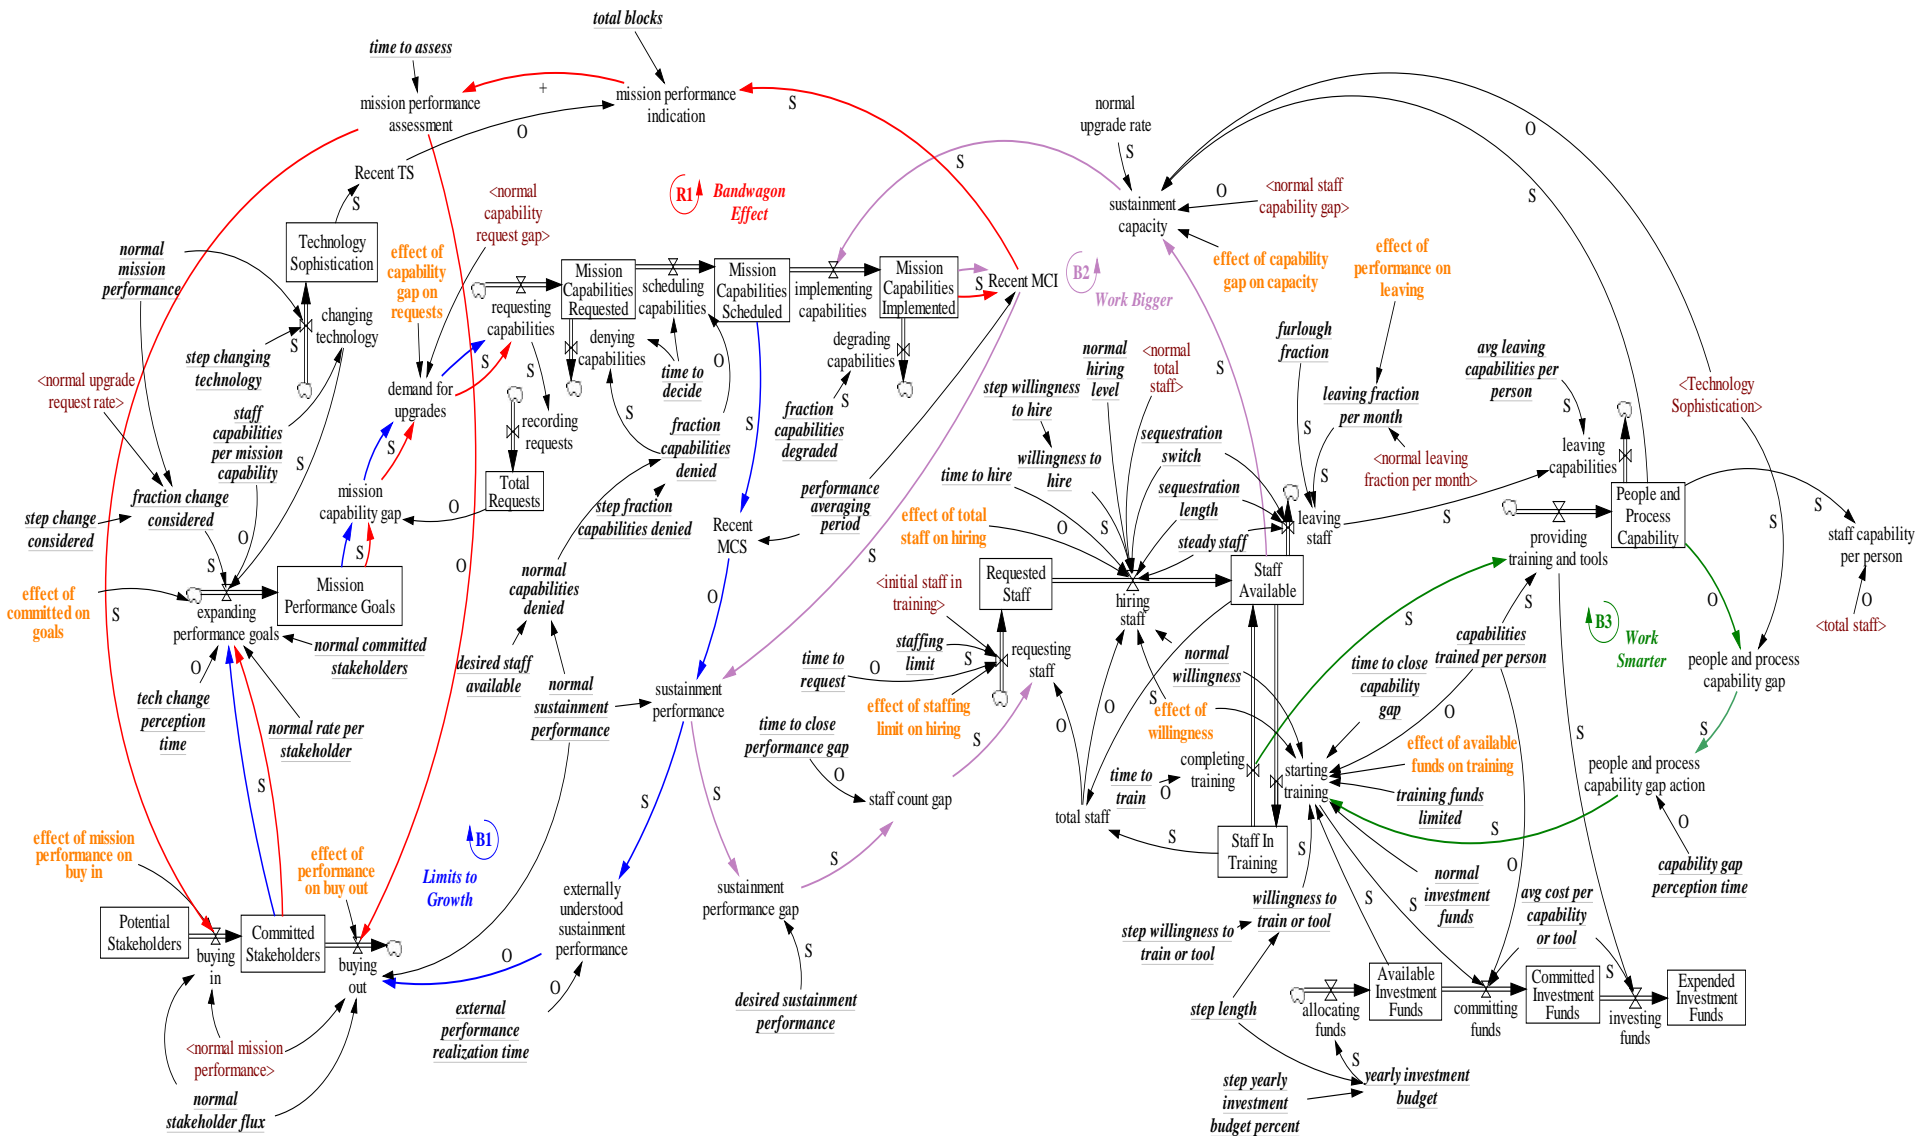 total blocks
time to assess
mission performance
assessment
+
mission performance
indication
S
O
Recent TS
S
normal
upgrade rate
S
O
S
S
<normal staff
capability gap>
O
sustainment
capacity
<normal
capability
request gap>
R1
Bandwagon
Effect
Technology
Sophistication
normal
mission
performance
effect of
capability
gap on
requests
effect of capability
gap on capacity
effect of
performance on
leaving
Mission
Capabilities
Requested
scheduling
capabilities
Mission
Capabilities
Scheduled
implementing
capabilities
Mission
Capabilities
Implemented
S
Recent MCI
B2
Work Bigger
requesting
capabilities
changing
technology
S
step changing
technology
denying
capabilities
O
degrading
capabilities
time to
decide
S
S
S
demand for
upgrades
<normal upgrade
request rate>
staff
capabilities
per mission
capability
recording
requests
S
fraction
capabilities
denied
S
fraction
capabilities
degraded
S
normal
hiring
level
<normal
total
staff>
step willingness
to hire
furlough
fraction
S
leaving fraction
per month
avg leaving
capabilities per
person
S
<Technology
Sophistication>
sequestration
switch
willingness to
hire
S
S
leaving
capabilities
<normal leaving
fraction per month>
S
S
Total
Requests
mission
capability gap
O
fraction change
considered
step change
considered
step fraction
capabilities denied
performance
averaging
period
time to hire
sequestration
length
effect of total
staff on hiring
O
S
steady staff
leaving
staff
S
People and
Process
Capability
S
S
staff capability
per person
providing
training and tools
Recent
MCS
O
S
S
O
S
normal
capabilities
denied
Requested
Staff
<initial staff in
training>
hiring
staff
Staff
Available
Mission
Performance Goals
effect of
committed on
goals
S
expanding
performance goals
normal committed
stakeholders
O
O
S
O
O
<total staff>
B3
Work
Smarter
S
capabilities
trained per person
desired staff
available
staffing
limit
S
requesting
staff
time to
request
O
normal
willingness
time to close
capability
gap
people and process
capability gap
tech change
perception
time
normal rate per
stakeholder
normal
sustainment
performance
sustainment
performance
effect of staffing
limit on hiring
S
O
O
S
effect of
willingness
O
effect of available
funds on training
S
S
time to close
performance gap
O
completing
training
time to
train
O
starting
training
training funds
limited
people and process
capability gap action
S
S
S
staff count gap
total staff
S
Staff In
Training
S
S
O
capability gap
perception time
effect of mission
performance on
buy in
effect of
performance
on buy out
B1
Limits to
Growth
S
externally
understood
sustainment
performance
sustainment
performance gap
O
normal
investment
funds
avg cost per
capability
or tool
willingness to
train or tool
S
S
Potential
Stakeholders
Committed
Stakeholders
buying
in
buying
out
O
step willingness to
train or tool
S
S
O
external
performance
realization time
desired sustainment
performance
step length
allocating
funds
Available
Investment
Funds
committing
funds
Committed
Investment
Funds
investing
funds
Expended
Investment
Funds
<normal mission
performance>
S
yearly investment
budget
normal
stakeholder flux
step yearly
investment
budget percent